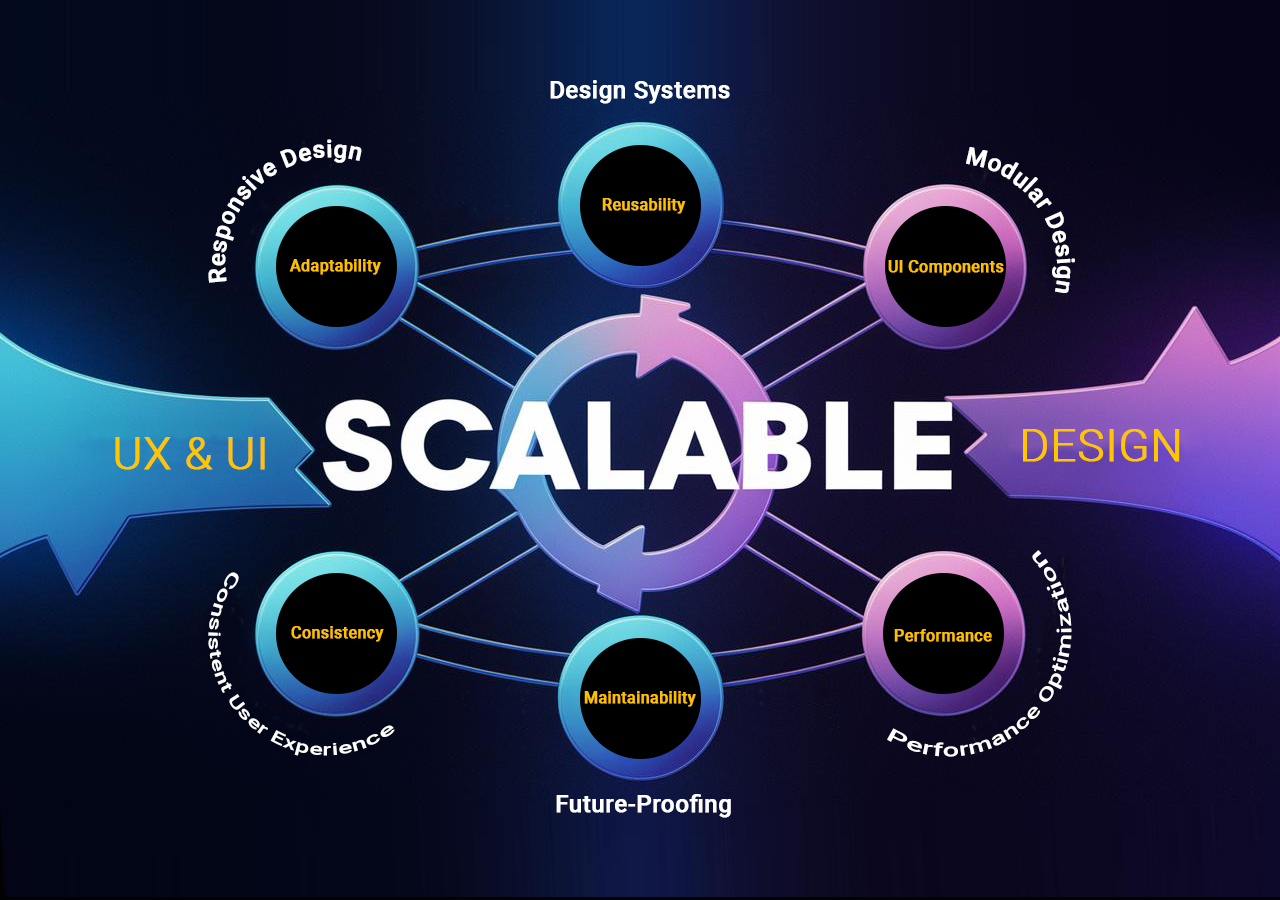 Design Systems
Responsive Design
Modular Design
Reusability
Adaptability
UI Components
UX & UI
SCALABLE
DESIGN
Consistency
Performance
Maintainability
Consistent User Experience
Performance Optimization
Future-Proofing